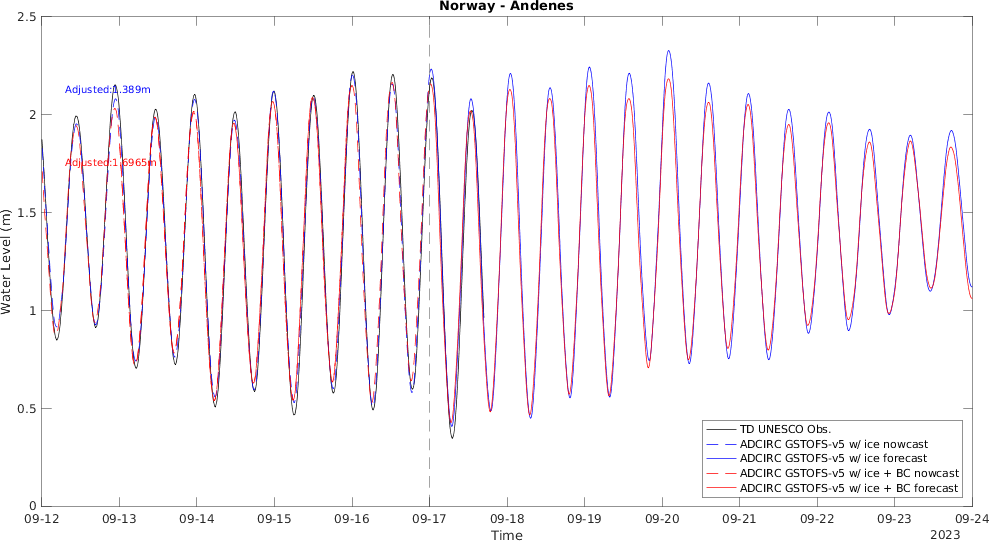 Norway - Andenes
2.5
2
1.5
1
0.5
0
Water Level (m)
Adjusted:1.389m
Adjusted:1.6965m
TD UNESCO Obs.
ADCIRC GSTOFS-v5 w/ ice nowcast
ADCIRC GSTOFS-v5 w/ ice forecast
ADCIRC GSTOFS-v5 w/ ice + BC nowcast
ADCIRC GSTOFS-v5 w/ ice + BC forecast
09-12 09-13 09-14 09-15 09-16 09-17 09-18 09-19 09-20 09-21 09-22 09-23 09-24
Time
2023